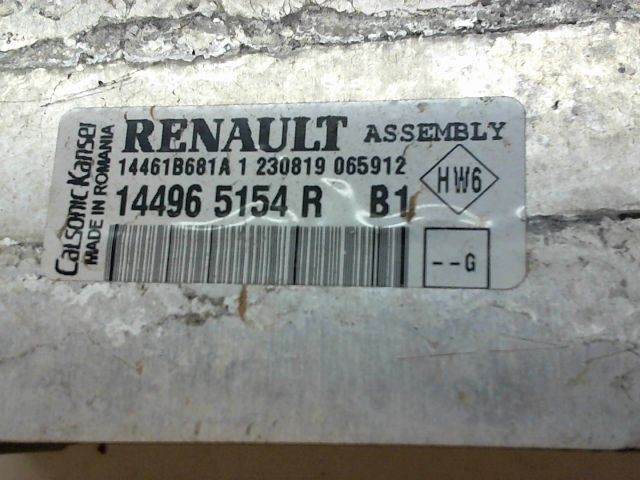 Calsonic Kansei
MADE IN ROMANIA
RENAULT ASSEMBLY
14461B681A 1 230819 065912
14496 5154 R B1
HW6
--G